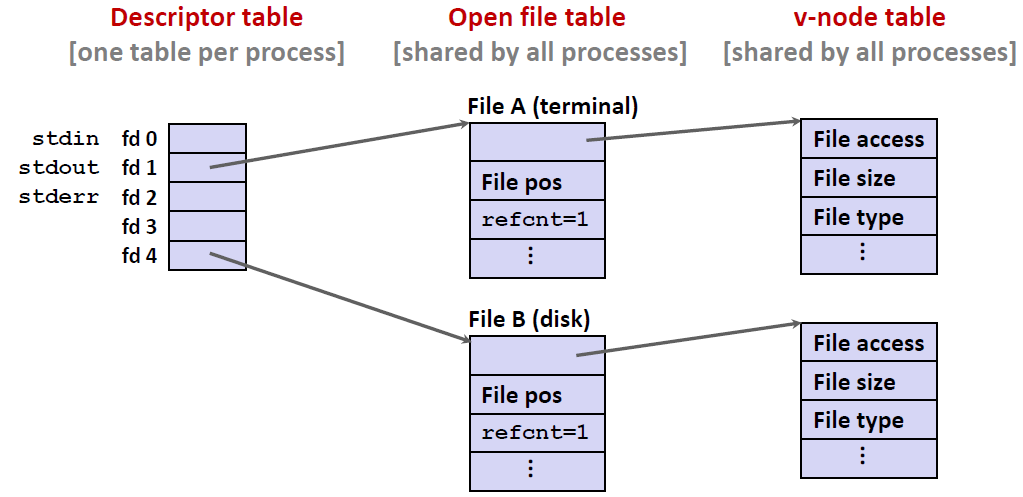 Descriptor table
[one table per process]
Open file table
[shared by all processes]
v-node table
[shared by all processes]
stdin fd 0
stdout fd 1
stderr fd 2
fd 3
fd 4
File A (terminal)
File pos
refcnt=1
⋮
File access
File size
File type
⋮
File B (disk)
File pos
refcnt=1
⋮
File access
File size
File type
⋮